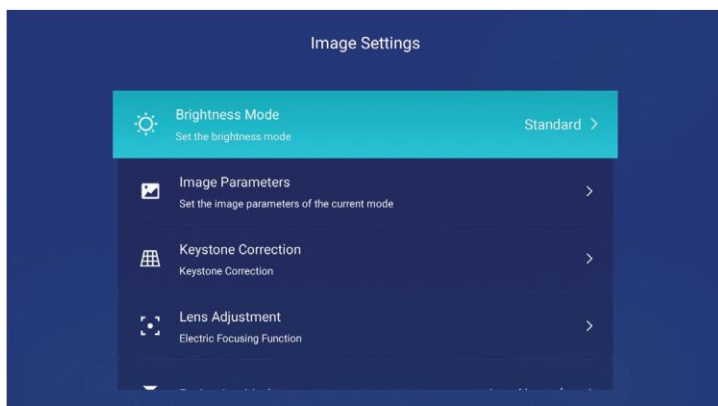 Image Settings
Brightness Mode
Set the brightness mode
Standard
Image Parameters
Set the image parameters of the current mode
Keystone Correction
Keystone Correction
Lens Adjustment
Electric Focusing Function